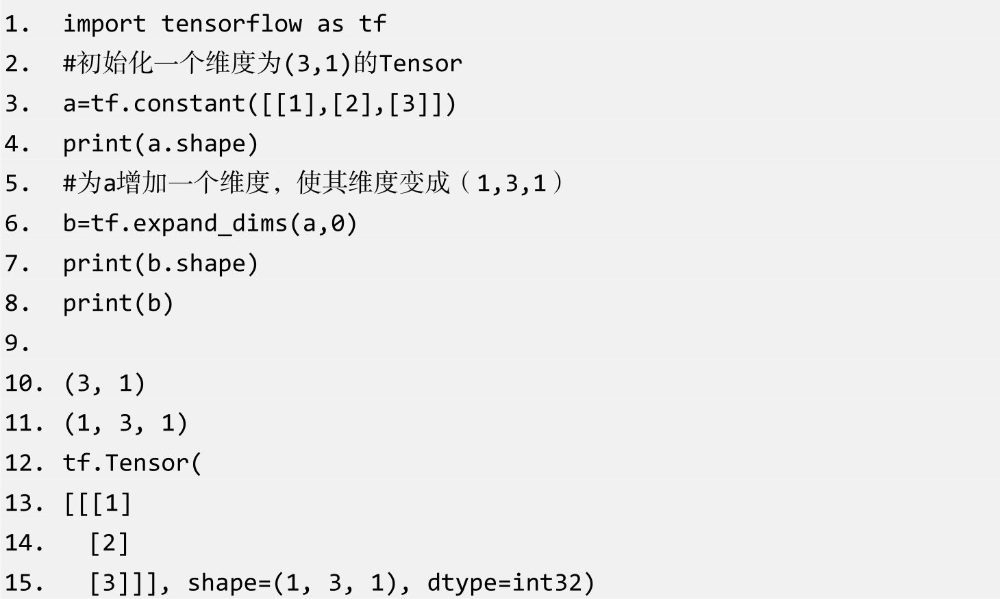 1. import tensorflow as tf
2. #初始化一个维度为(3,1)的Tensor
3. a=tf.constant([[1],[2],[3]])
4. print(a.shape)
5. #为a增加一个维度，使其维度变成（1,3,1）
6. b=tf.expand_dims(a,0)
7. print(b.shape)
8. print(b)
9.
10. (3, 1)
11. (1, 3, 1)
12. tf.Tensor(
13. [[[1]
14.   [2]
15.   [3]]], shape=(1, 3, 1), dtype=int32)